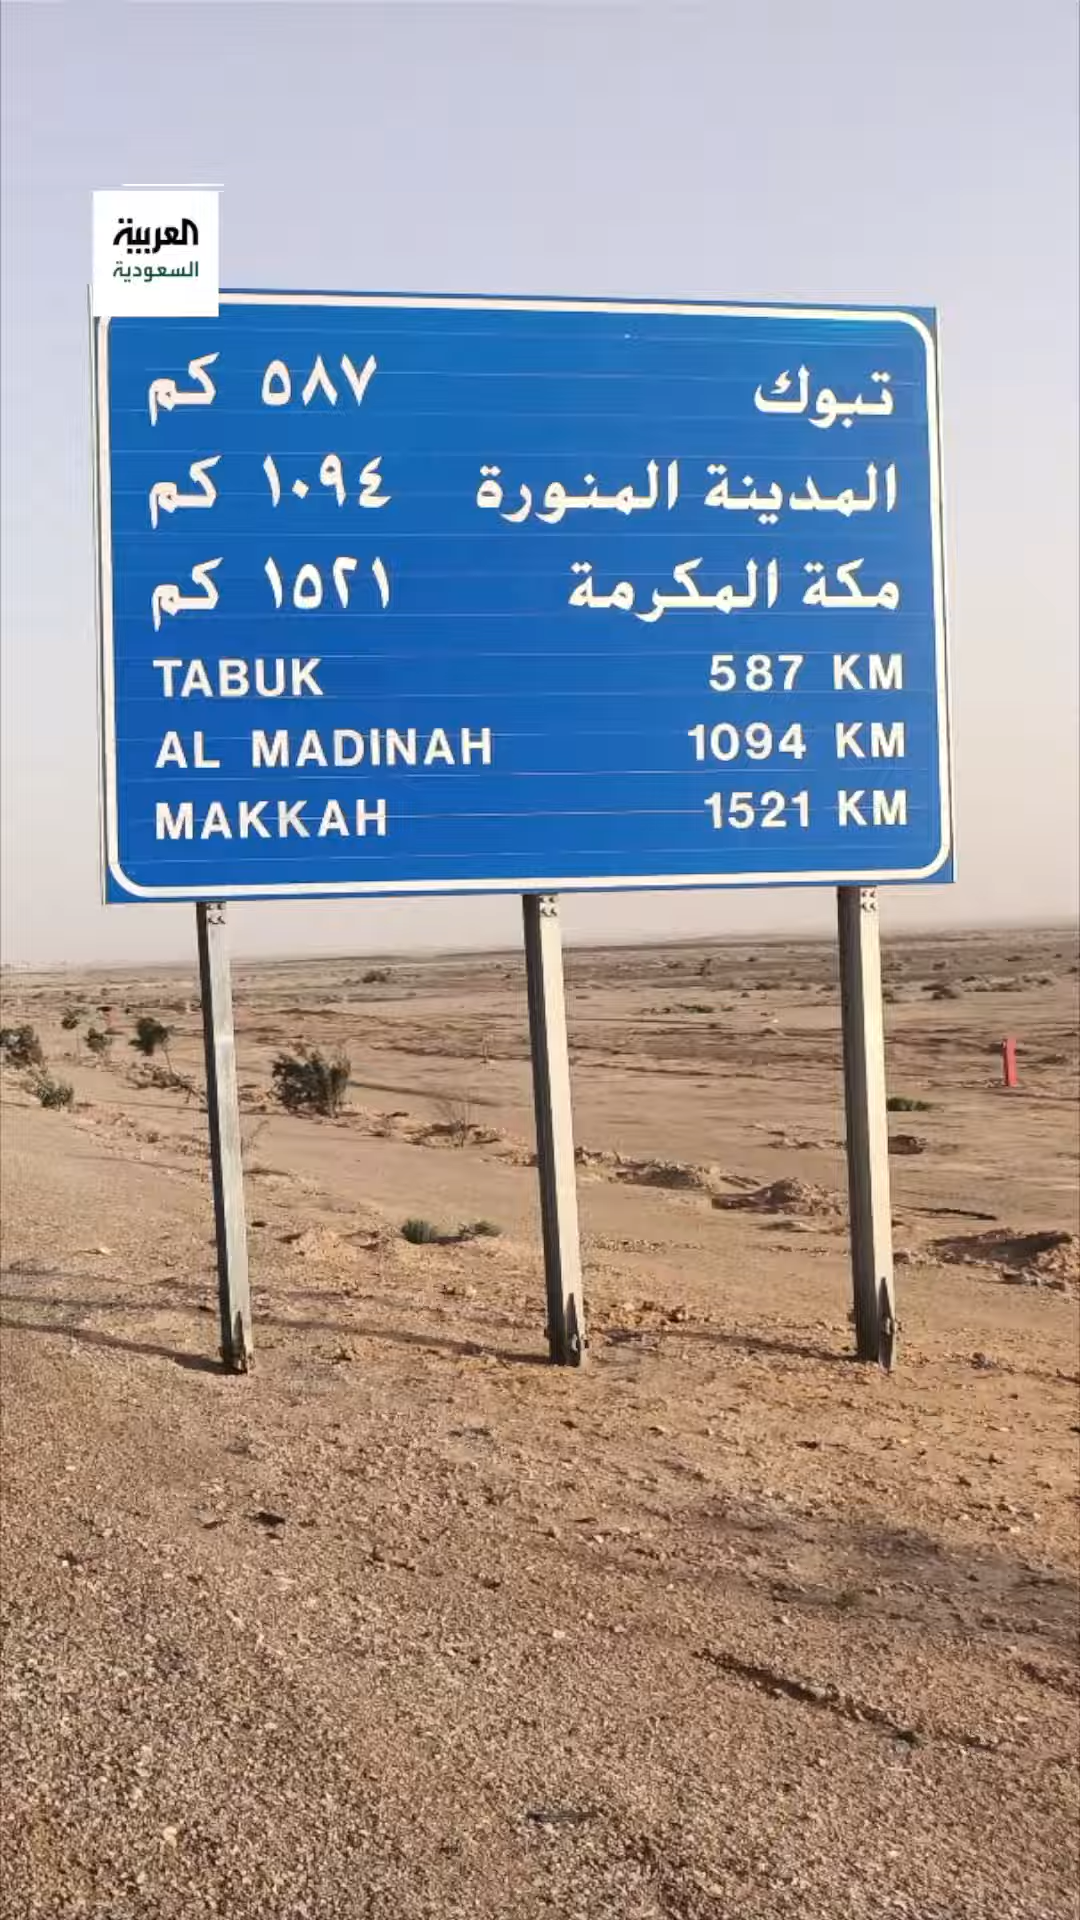 العربية
السعودية
تبوك ٥٨٧ كم
المدينة المنورة ١٠٩٤ كم
مكة المكرمة ١٥٢١ كم
TABUK 587 KM
AL MADINAH 1094 KM
MAKKAH 1521 KM